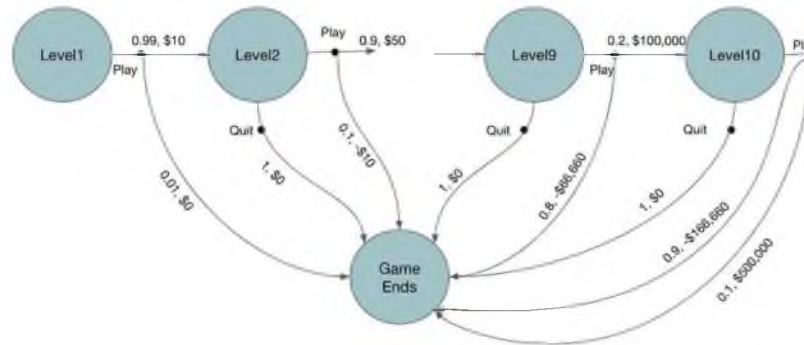 Level1
0.99, $10
Play
Level2
Play
0.9, $50
Level9
0.2, $100,000
Play
Level10
Pl
Quit
Quit
Quit
0.01, $0
1, $0
0.1, -$10
1, $0
0.8, -$66,660
1, $0
0.9, -$166,660
0.1, $500,000
Game
Ends